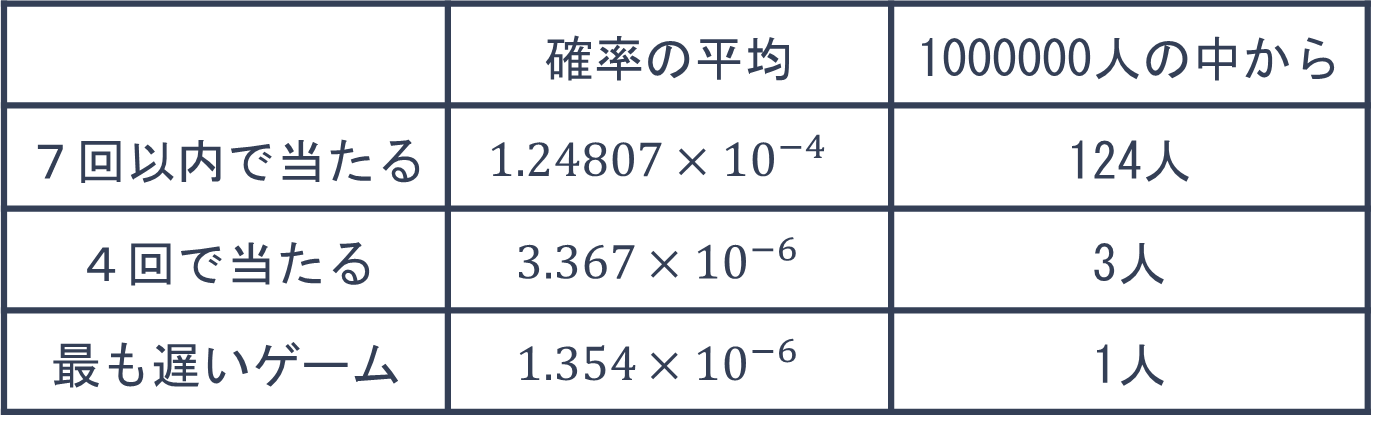 確率の平均 1000000人の中から
７回以内で当たる 1.24807 × 10⁻⁴ 124人
４回で当たる 3.367 × 10⁻⁶ 3人
最も遅いゲーム 1.354 × 10⁻⁶ 1人